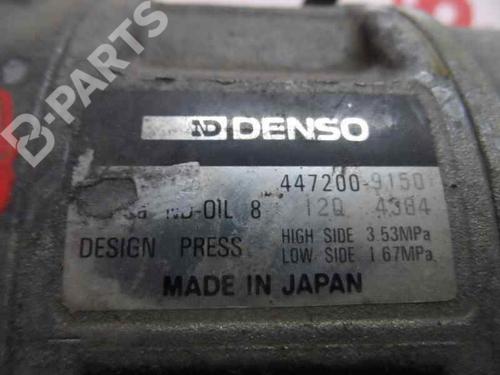 B-PARTS
ND DENSO
447200-9150
ND-OIL 8 12Q 4384
DESIGN PRESS HIGH SIDE 3.53MPa
LOW SIDE 1.67MPa
MADE IN JAPAN